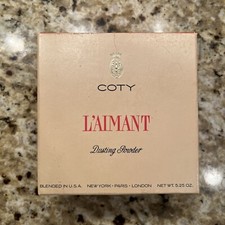 COTY
L'AIMANT
Dusting Powder
BLENDED IN U.S.A. NEW YORK - PARIS - LONDON NET WT. 5.25 OZ.